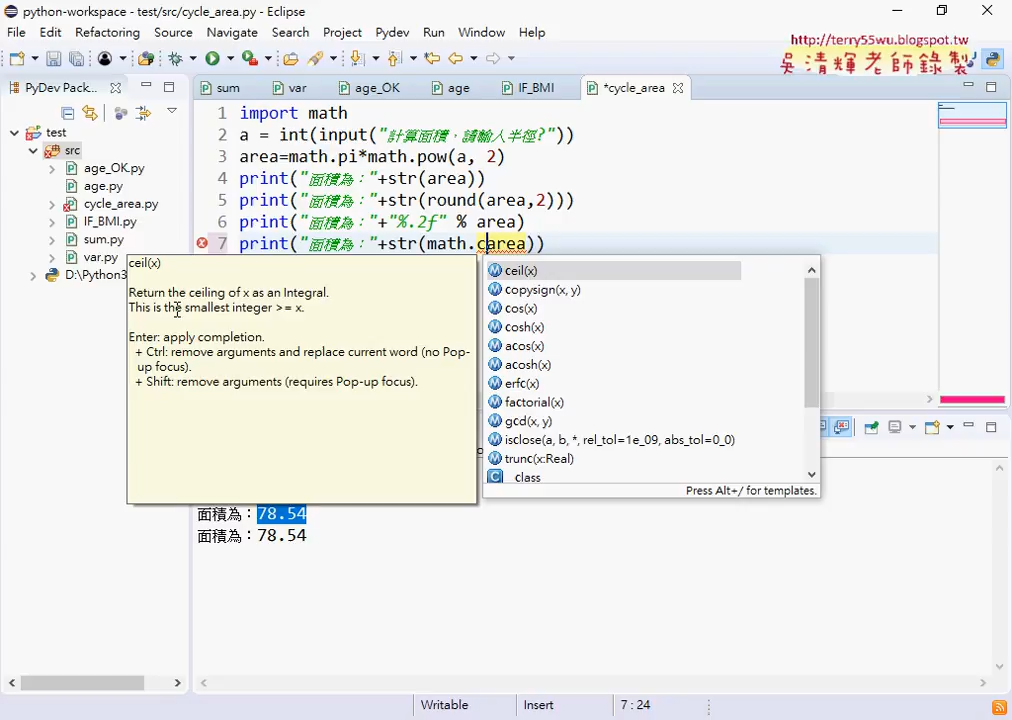 python-workspace - test/src/cycle_area.py - Eclipse
File Edit Refactoring Source Navigate Search Project Pydev Run Window Help
http://terry55wu.blogspot.tw
吳清輝老師錄製
PyDev Pack...
sum
var
age_OK
age
IF_BMI
*cycle_area
test
src
age_OK.py
age.py
cycle_area.py
IF_BMI.py
sum.py
var.py
D:\Python3
1 import math
2 a = int(input("計算面積，請輸入半徑?"))
3 area=math.pi*math.pow(a, 2)
4 print("面積為："+str(area))
5 print("面積為："+str(round(area,2)))
6 print("面積為："+"%.2f" % area)
7 print("面積為："+str(math.carea))
ceil(x)
Return the ceiling of x as an Integral.
This is the smallest integer >= x.
Enter: apply completion.
+ Ctrl: remove arguments and replace current word (no Pop-
up focus).
+ Shift: remove arguments (requires Pop-up focus).
ceil(x)
copysign(x, y)
cos(x)
cosh(x)
acos(x)
acosh(x)
erfc(x)
factorial(x)
gcd(x, y)
isclose(a, b, *, rel_tol=1e_09, abs_tol=0_0)
trunc(x:Real)
class
Press Alt+/ for templates.
面積為：78.54
面積為：78.54
Writable
Insert
7 : 24